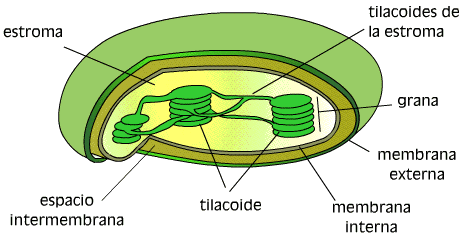 estroma
tilacoides de
la estroma
grana
membrana
externa
membrana
interna
tilacoide
espacio
intermembrana